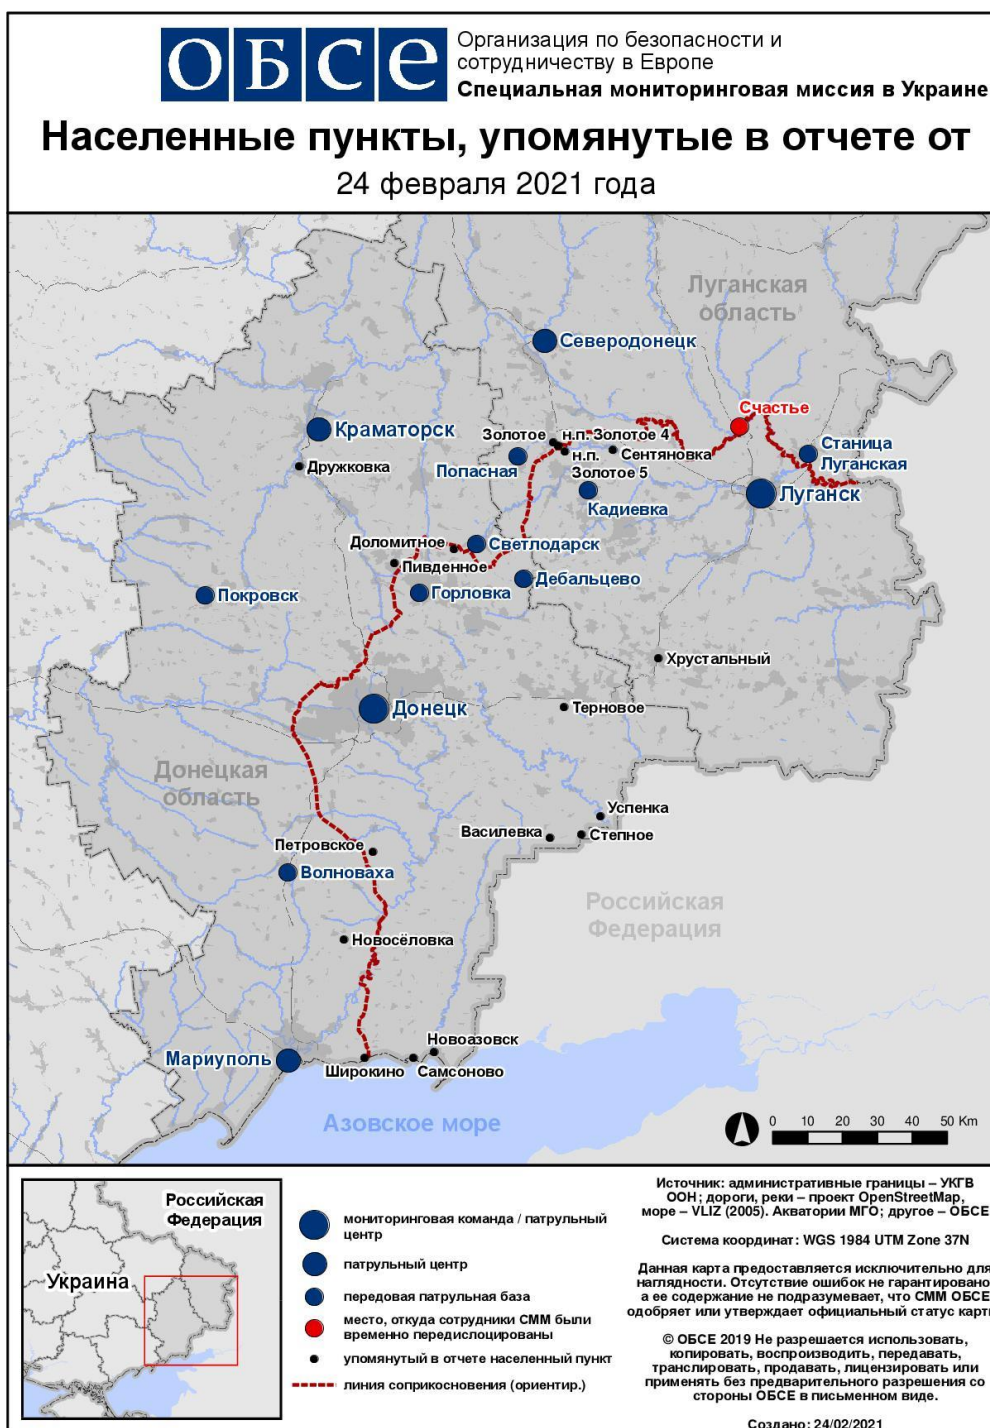 ОБСЕ
Организация по безопасности и
сотрудничеству в Европе
Специальная мониторинговая миссия в Украине
Населенные пункты, упомянутые в отчете от
24 февраля 2021 года
Луганская
область
Северодонецк
Счастье
Краматорск
Золотое
н.п. Золотое 4
Станица
Луганская
Дружковка
Попасная
н.п.
Золотое 5
Сентяновка
Луганск
Кадиевка
Доломитное
Светлодарск
Пивденное
Дебальцево
Покровск
Горловка
Хрустальный
Донецк
Терновое
Донецкая
область
Успенка
Василевка
Степное
Петровское
Волноваха
Российская
Федерация
Новосёловка
Новоазовск
Мариуполь
Широкино
Самсоново
Азовское море
0 10 20 30 40 50 Km
Российская
Федерация
Украина
мониторинговая команда / патрульный
центр
патрульный центр
передовая патрульная база
место, откуда сотрудники СММ были
временно передислоцированы
упомянутый в отчете населенный пункт
линия соприкосновения (ориентир.)
Источник: административные границы – УКГВ
ООН; дороги, реки – проект OpenStreetMap,
море – VLIZ (2005). Акватории МГО; другое – ОБСЕ
Система координат: WGS 1984 UTM Zone 37N
Данная карта предоставляется исключительно для
наглядности. Отсутствие ошибок не гарантировано
а ее содержание не подразумевает, что СММ ОБСЕ
одобряет или утверждает официальный статус карт
© ОБСЕ 2019 Не разрешается использовать,
копировать, воспроизводить, передавать,
транслировать, продавать, лицензировать или
применять без предварительного разрешения со
стороны ОБСЕ в письменном виде.
Создано: 24/02/2021